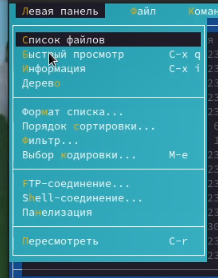 Левая панель Файл Коман
Список файлов
Быстрый просмотр C-x q
Информация C-x i
Дерево
Формат списка...
Порядок сортировки...
Фильтр...
Выбор кодировки... M-e
FTP-соединение...
Shell-соединение...
Панелизация
Пересмотреть C-r